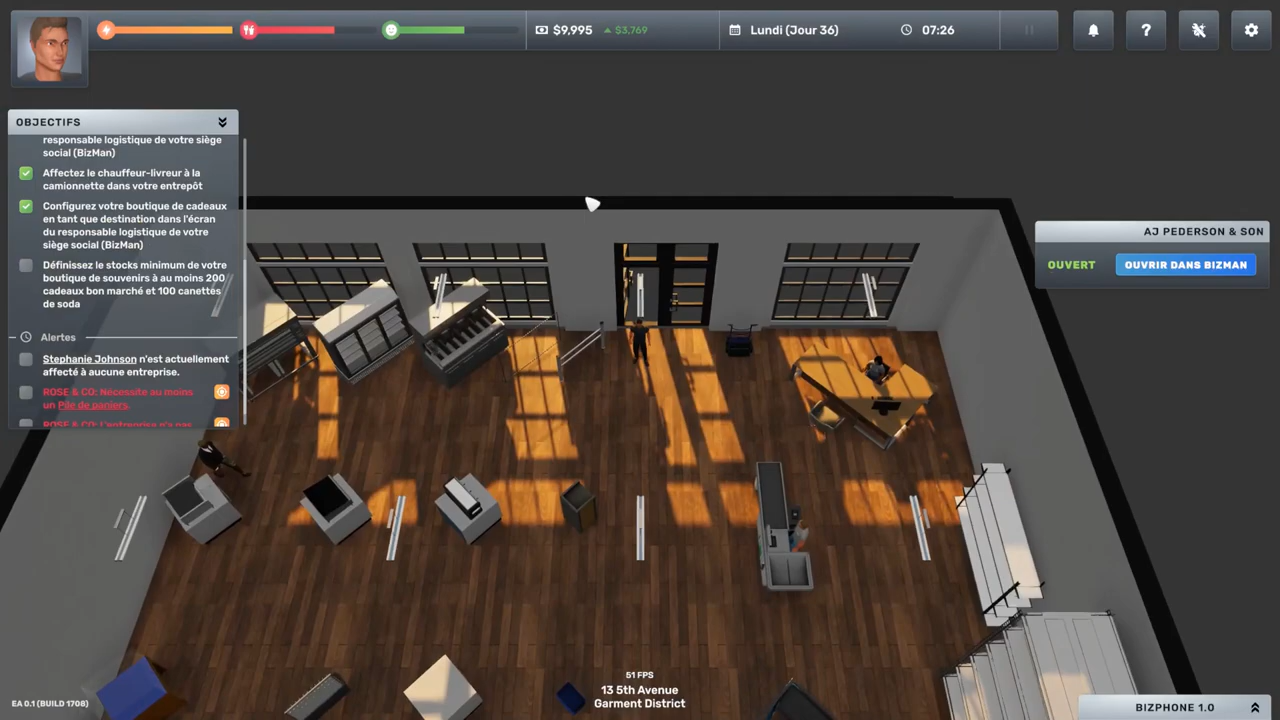 $9,995
$3,769
Lundi (Jour 36)
07:26
?
OBJECTIFS
responsable logistique de votre siège
social (BizMan)
Affectez le chauffeur-livreur à la
camionnette dans votre entrepôt
Configurez votre boutique de cadeaux
en tant que destination dans l'écran
du responsable logistique de votre
siège social (BizMan)
Définissez le stocks minimum de votre
boutique de souvenirs à au moins 200
cadeaux bon marché et 100 canettes
de soda
Alertes
Stephanie Johnson n'est actuellement
affecté à aucune entreprise.
ROSE & CO: Nécessite au moins
un Pile de paniers.
ROSE & CO: L'entreprise n'a pas
AJ PEDERSON & SON
OUVERT
OUVRIR DANS BIZMAN
51 FPS
13 5th Avenue
Garment District
EA 0.1 (BUILD 1708)
BIZPHONE 1.0